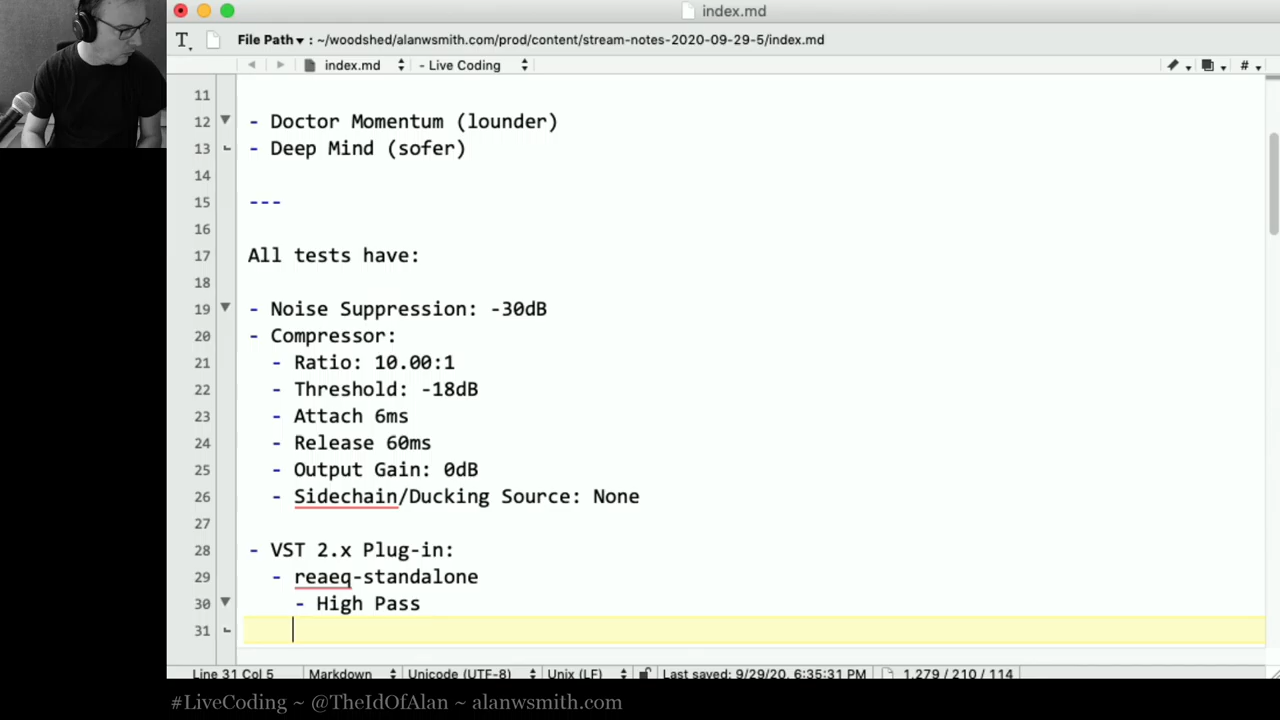 index.md
File Path : ~/woodshed/alanwsmith.com/prod/content/stream-notes-2020-09-29-5/index.md
index.md - Live Coding #
11
12 - Doctor Momentum (lounder)
13 - Deep Mind (sofer)
14
15 ---
16
17 All tests have:
18
19 - Noise Suppression: -30dB
20 - Compressor:
21 - Ratio: 10.00:1
22 - Threshold: -18dB
23 - Attach 6ms
24 - Release 60ms
25 - Output Gain: 0dB
26 - Sidechain/Ducking Source: None
27
28 - VST 2.x Plug-in:
29 - reaeq-standalone
30 - High Pass
31
Line 31 Col 5 Markdown Unicode (UTF-8) Unix (LF) Last saved: 9/29/20, 6:35:31 PM 1,279 / 210 / 114
#LiveCoding ~ @TheIdOfAlan ~ alanwsmith.com